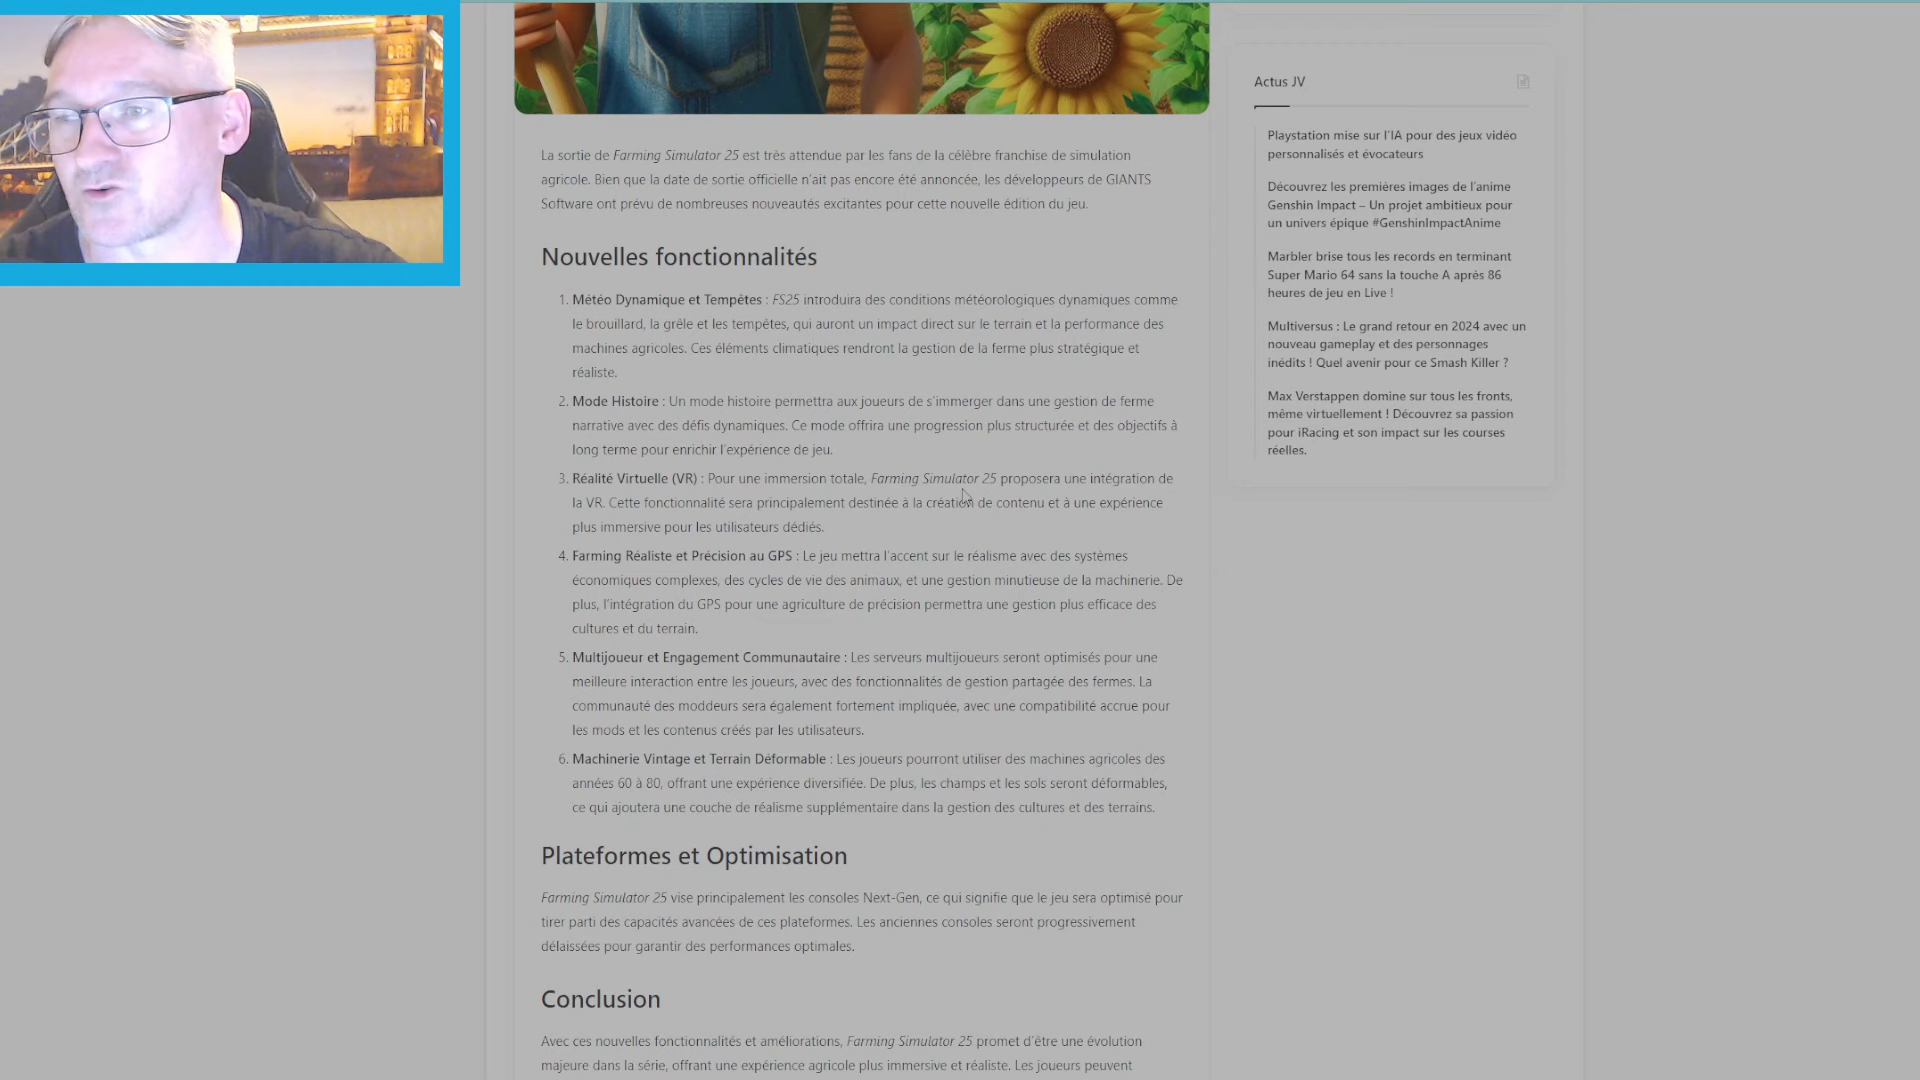 La sortie de Farming Simulator 25 est très attendue par les fans de la célèbre franchise de simulation
agricole. Bien que la date de sortie officielle n'ait pas encore été annoncée, les développeurs de GIANTS
Software ont prévu de nombreuses nouveautés excitantes pour cette nouvelle édition du jeu.
Nouvelles fonctionnalités
1. Météo Dynamique et Tempêtes : FS25 introduira des conditions météorologiques dynamiques comme
le brouillard, la grêle et les tempêtes, qui auront un impact direct sur le terrain et la performance des
machines agricoles. Ces éléments climatiques rendront la gestion de la ferme plus stratégique et
réaliste.
2. Mode Histoire : Un mode histoire permettra aux joueurs de s'immerger dans une gestion de ferme
narrative avec des défis dynamiques. Ce mode offrira une progression plus structurée et des objectifs à
long terme pour enrichir l'expérience de jeu.
3. Réalité Virtuelle (VR) : Pour une immersion totale, Farming Simulator 25 proposera une intégration de
la VR. Cette fonctionnalité sera principalement destinée à la création de contenu et à une expérience
plus immersive pour les utilisateurs dédiés.
4. Farming Réaliste et Précision au GPS : Le jeu mettra l'accent sur le réalisme avec des systèmes
économiques complexes, des cycles de vie des animaux, et une gestion minutieuse de la machinerie. De
plus, l'intégration du GPS pour une agriculture de précision permettra une gestion plus efficace des
cultures et du terrain.
5. Multijoueur et Engagement Communautaire : Les serveurs multijoueurs seront optimisés pour une
meilleure interaction entre les joueurs, avec des fonctionnalités de gestion partagée des fermes. La
communauté des moddeurs sera également fortement impliquée, avec une compatibilité accrue pour
les mods et les contenus créés par les utilisateurs.
6. Machinerie Vintage et Terrain Déformable : Les joueurs pourront utiliser des machines agricoles des
années 60 à 80, offrant une expérience diversifiée. De plus, les champs et les sols seront déformables,
ce qui ajoutera une couche de réalisme supplémentaire dans la gestion des cultures et des terrains.
Plateformes et Optimisation
Farming Simulator 25 vise principalement les consoles Next-Gen, ce qui signifie que le jeu sera optimisé pour
tirer parti des capacités avancées de ces plateformes. Les anciennes consoles seront progressivement
délaissées pour garantir des performances optimales.
Conclusion
Avec ces nouvelles fonctionnalités et améliorations, Farming Simulator 25 promet d'être une évolution
majeure dans la série, offrant une expérience agricole plus immersive et réaliste. Les joueurs peuvent
Actus JV
Playstation mise sur l'IA pour des jeux vidéo
personnalisés et évocateurs
Découvrez les premières images de l'anime
Genshin Impact – Un projet ambitieux pour
un univers épique #GenshinImpactAnime
Marbler brise tous les records en terminant
Super Mario 64 sans la touche A après 86
heures de jeu en Live !
Multiversus : Le grand retour en 2024 avec un
nouveau gameplay et des personnages
inédits ! Quel avenir pour ce Smash Killer ?
Max Verstappen domine sur tous les fronts,
même virtuellement ! Découvrez sa passion
pour iRacing et son impact sur les courses
réelles.